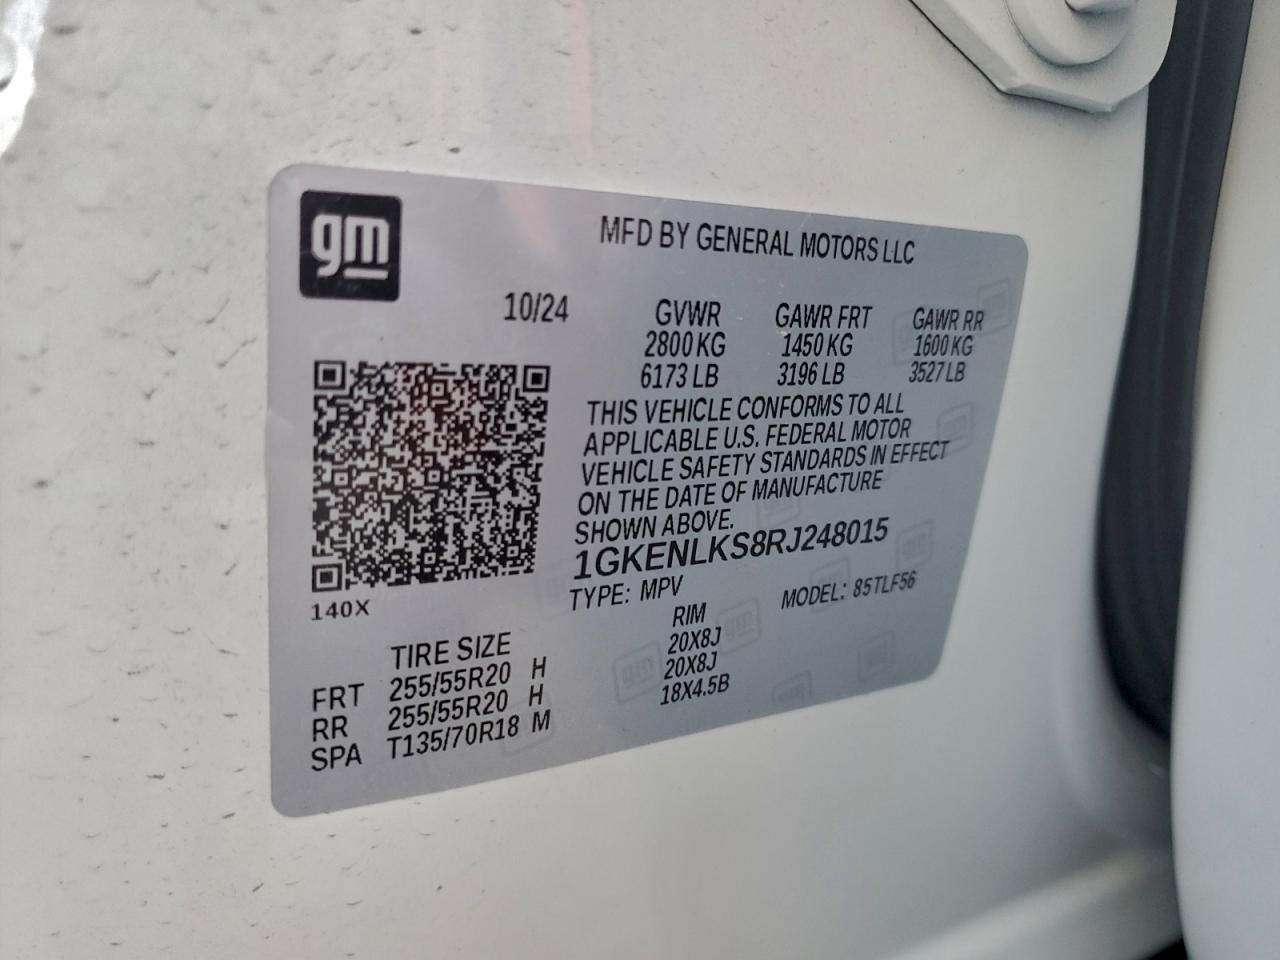 gm
MFD BY GENERAL MOTORS LLC
10/24 GVWR GAWR FRT GAWR RR
2800 KG 1450 KG 1600 KG
6173 LB 3196 LB 3527 LB
THIS VEHICLE CONFORMS TO ALL
APPLICABLE U.S. FEDERAL MOTOR
VEHICLE SAFETY STANDARDS IN EFFECT
ON THE DATE OF MANUFACTURE
SHOWN ABOVE.
1GKENLKS8RJ248015
TYPE: MPV MODEL: 85TLF56
140X
TIRE SIZE RIM
FRT 255/55R20 H 20X8J
RR 255/55R20 H 20X8J
SPA T135/70R18 M 18X4.5B